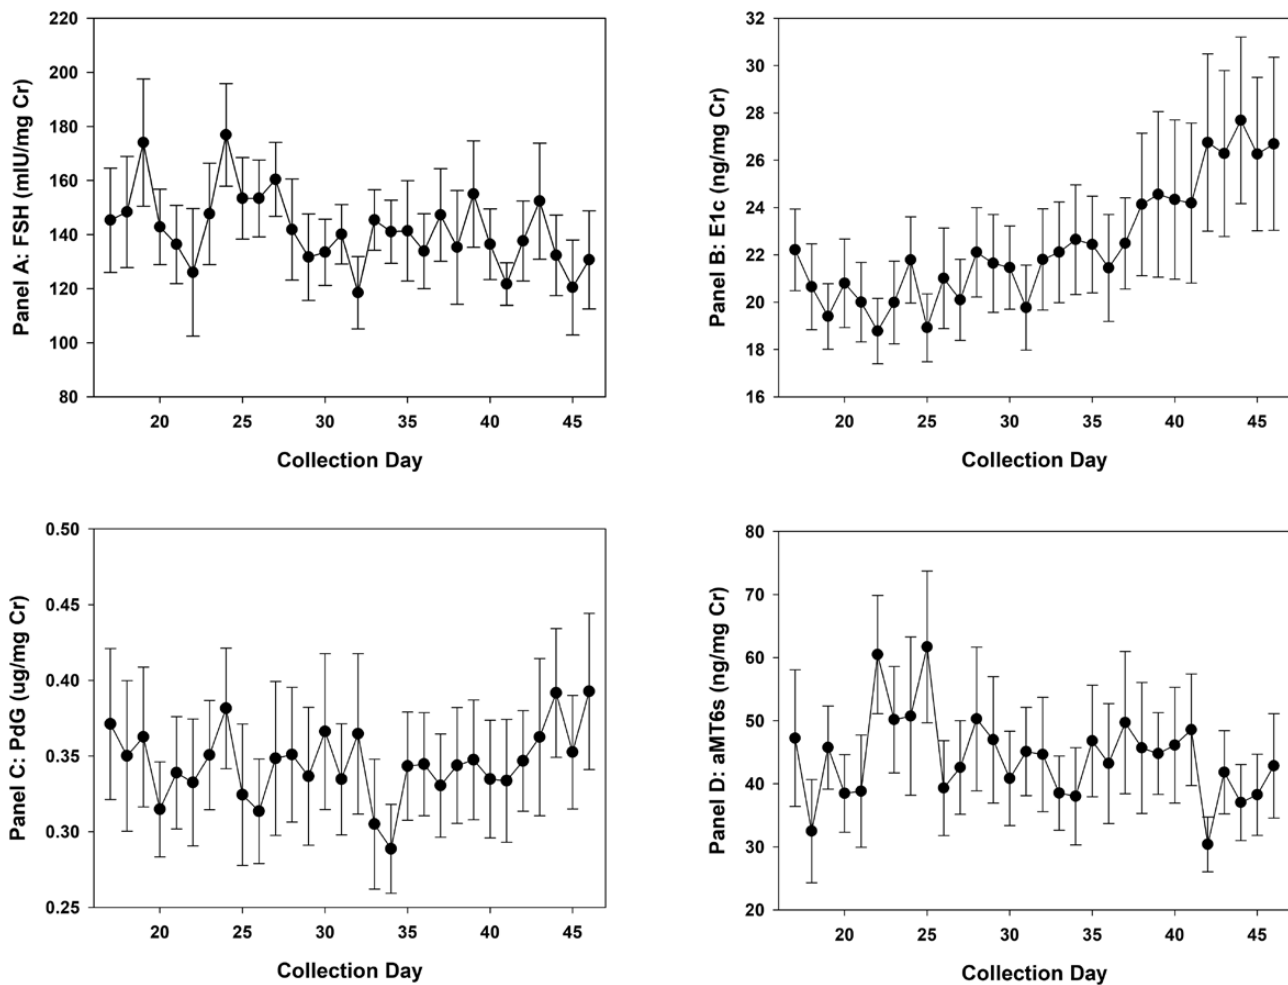 Panel A: FSH (mIU/mg Cr)
220
200
180
160
140
120
100
80
20 25 30 35 40 45
Collection Day
Panel B: E1c (ng/mg Cr)
32
30
28
26
24
22
20
18
16
20 25 30 35 40 45
Collection Day
Panel C: PdG (ug/mg Cr)
0.50
0.45
0.40
0.35
0.30
0.25
20 25 30 35 40 45
Collection Day
Panel D: aMT6s (ng/mg Cr)
80
70
60
50
40
30
20
20 25 30 35 40 45
Collection Day